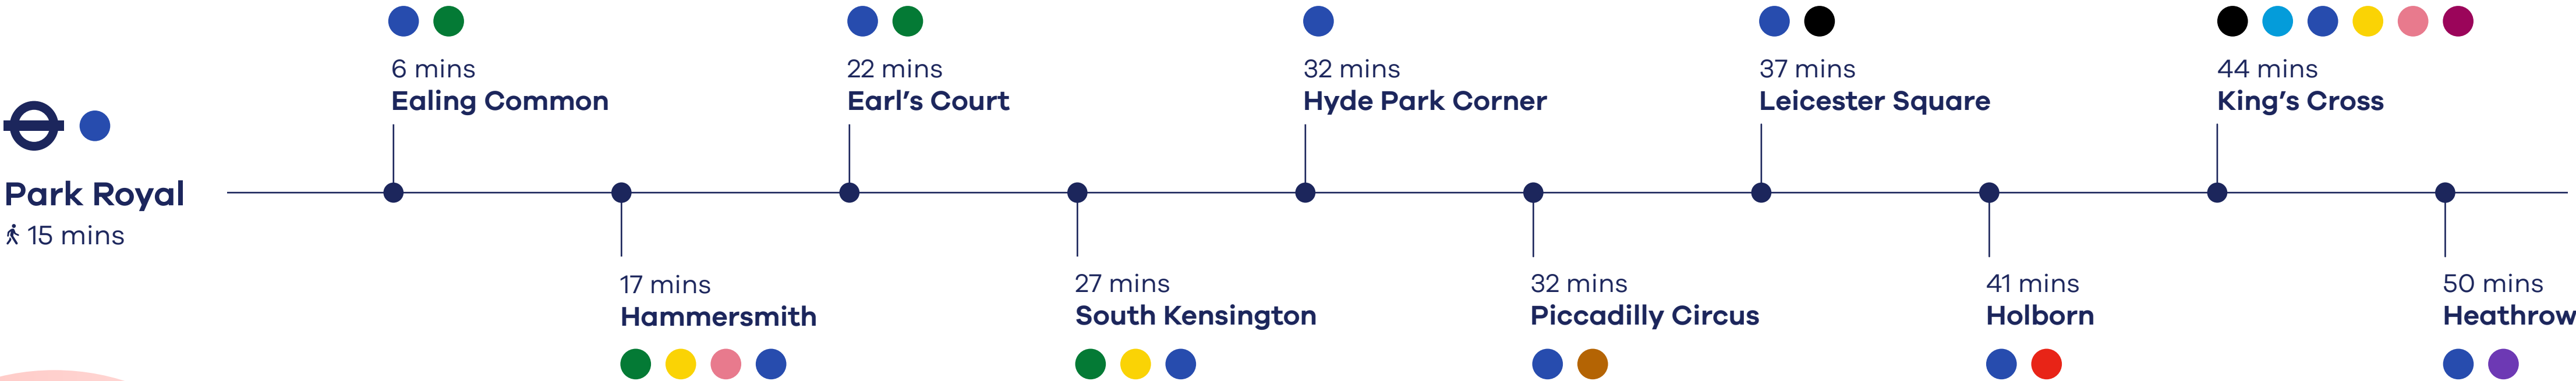 Park Royal
15 mins
6 mins
Ealing Common
17 mins
Hammersmith
22 mins
Earl’s Court
27 mins
South Kensington
32 mins
Hyde Park Corner
32 mins
Piccadilly Circus
37 mins
Leicester Square
41 mins
Holborn
44 mins
King’s Cross
50 mins
Heathrow